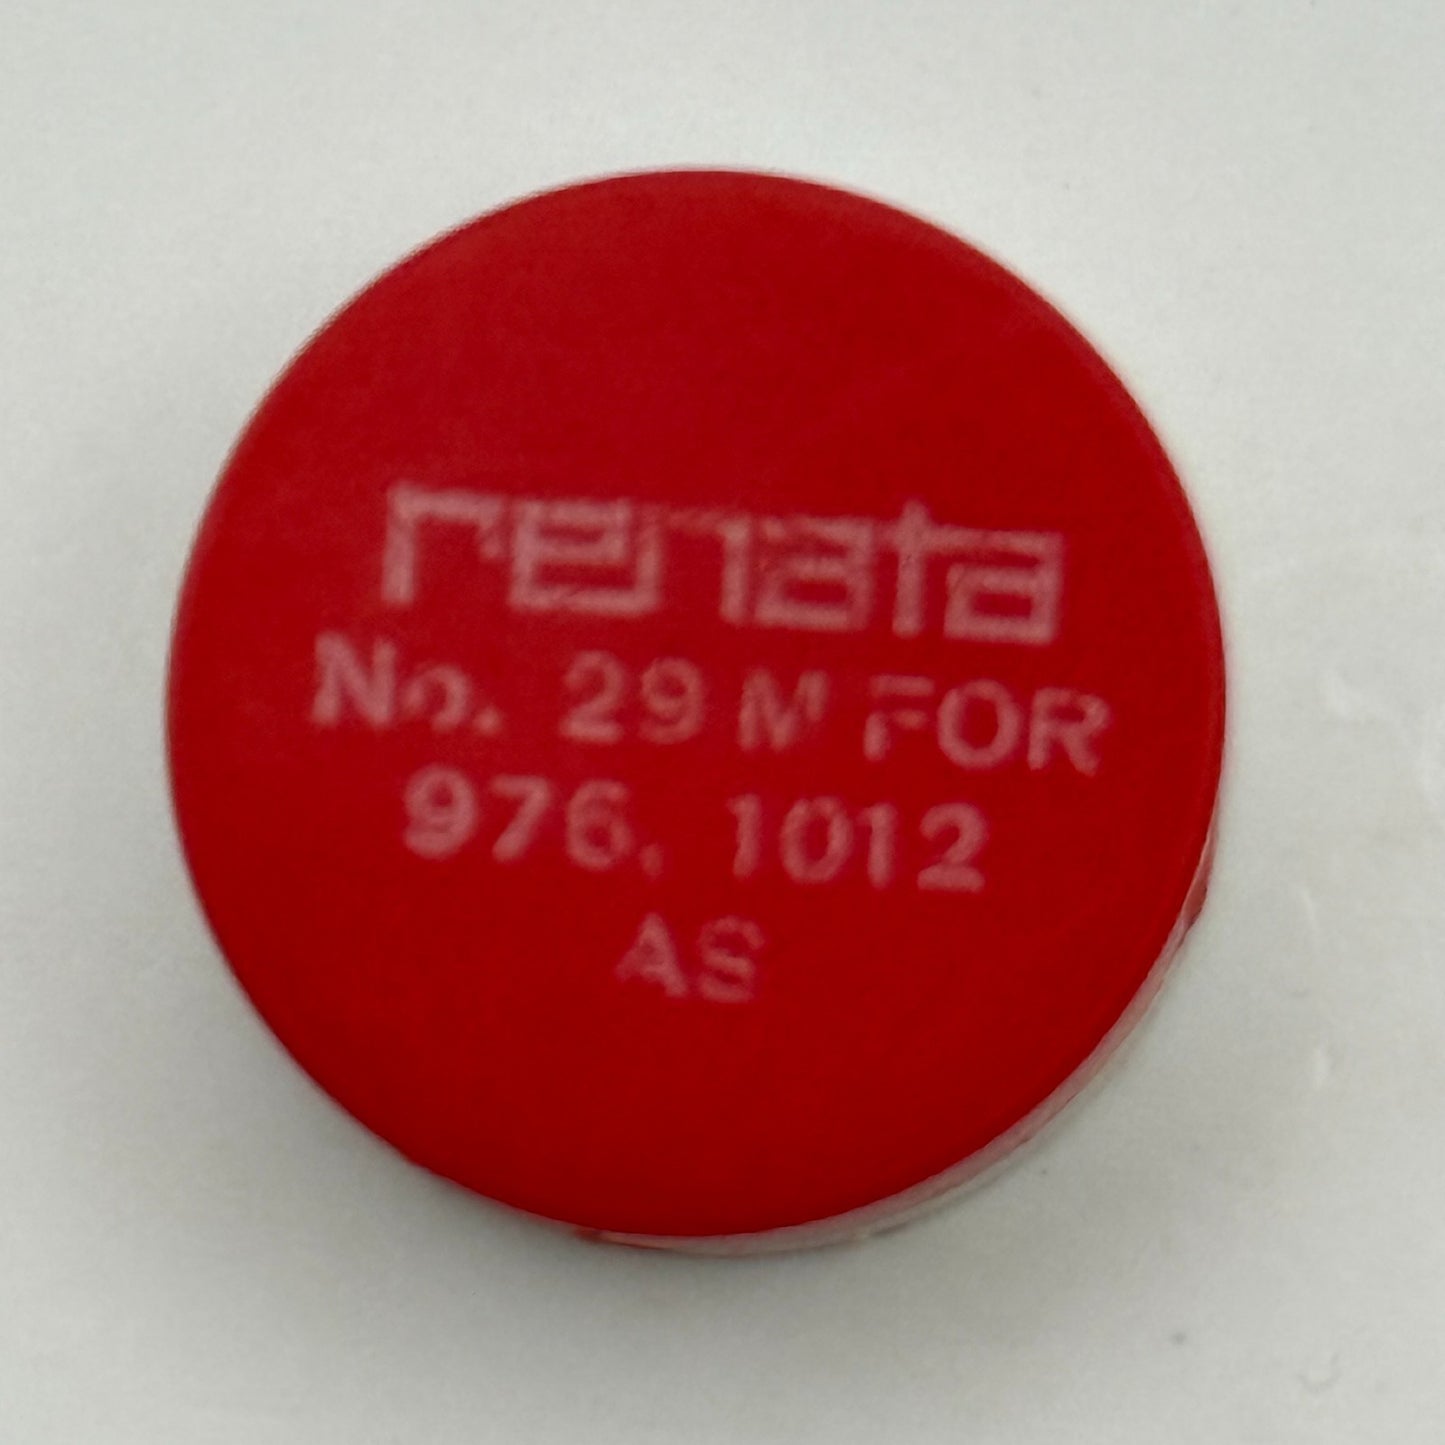 renata
No. 29 M FOR
976, 1012
AS